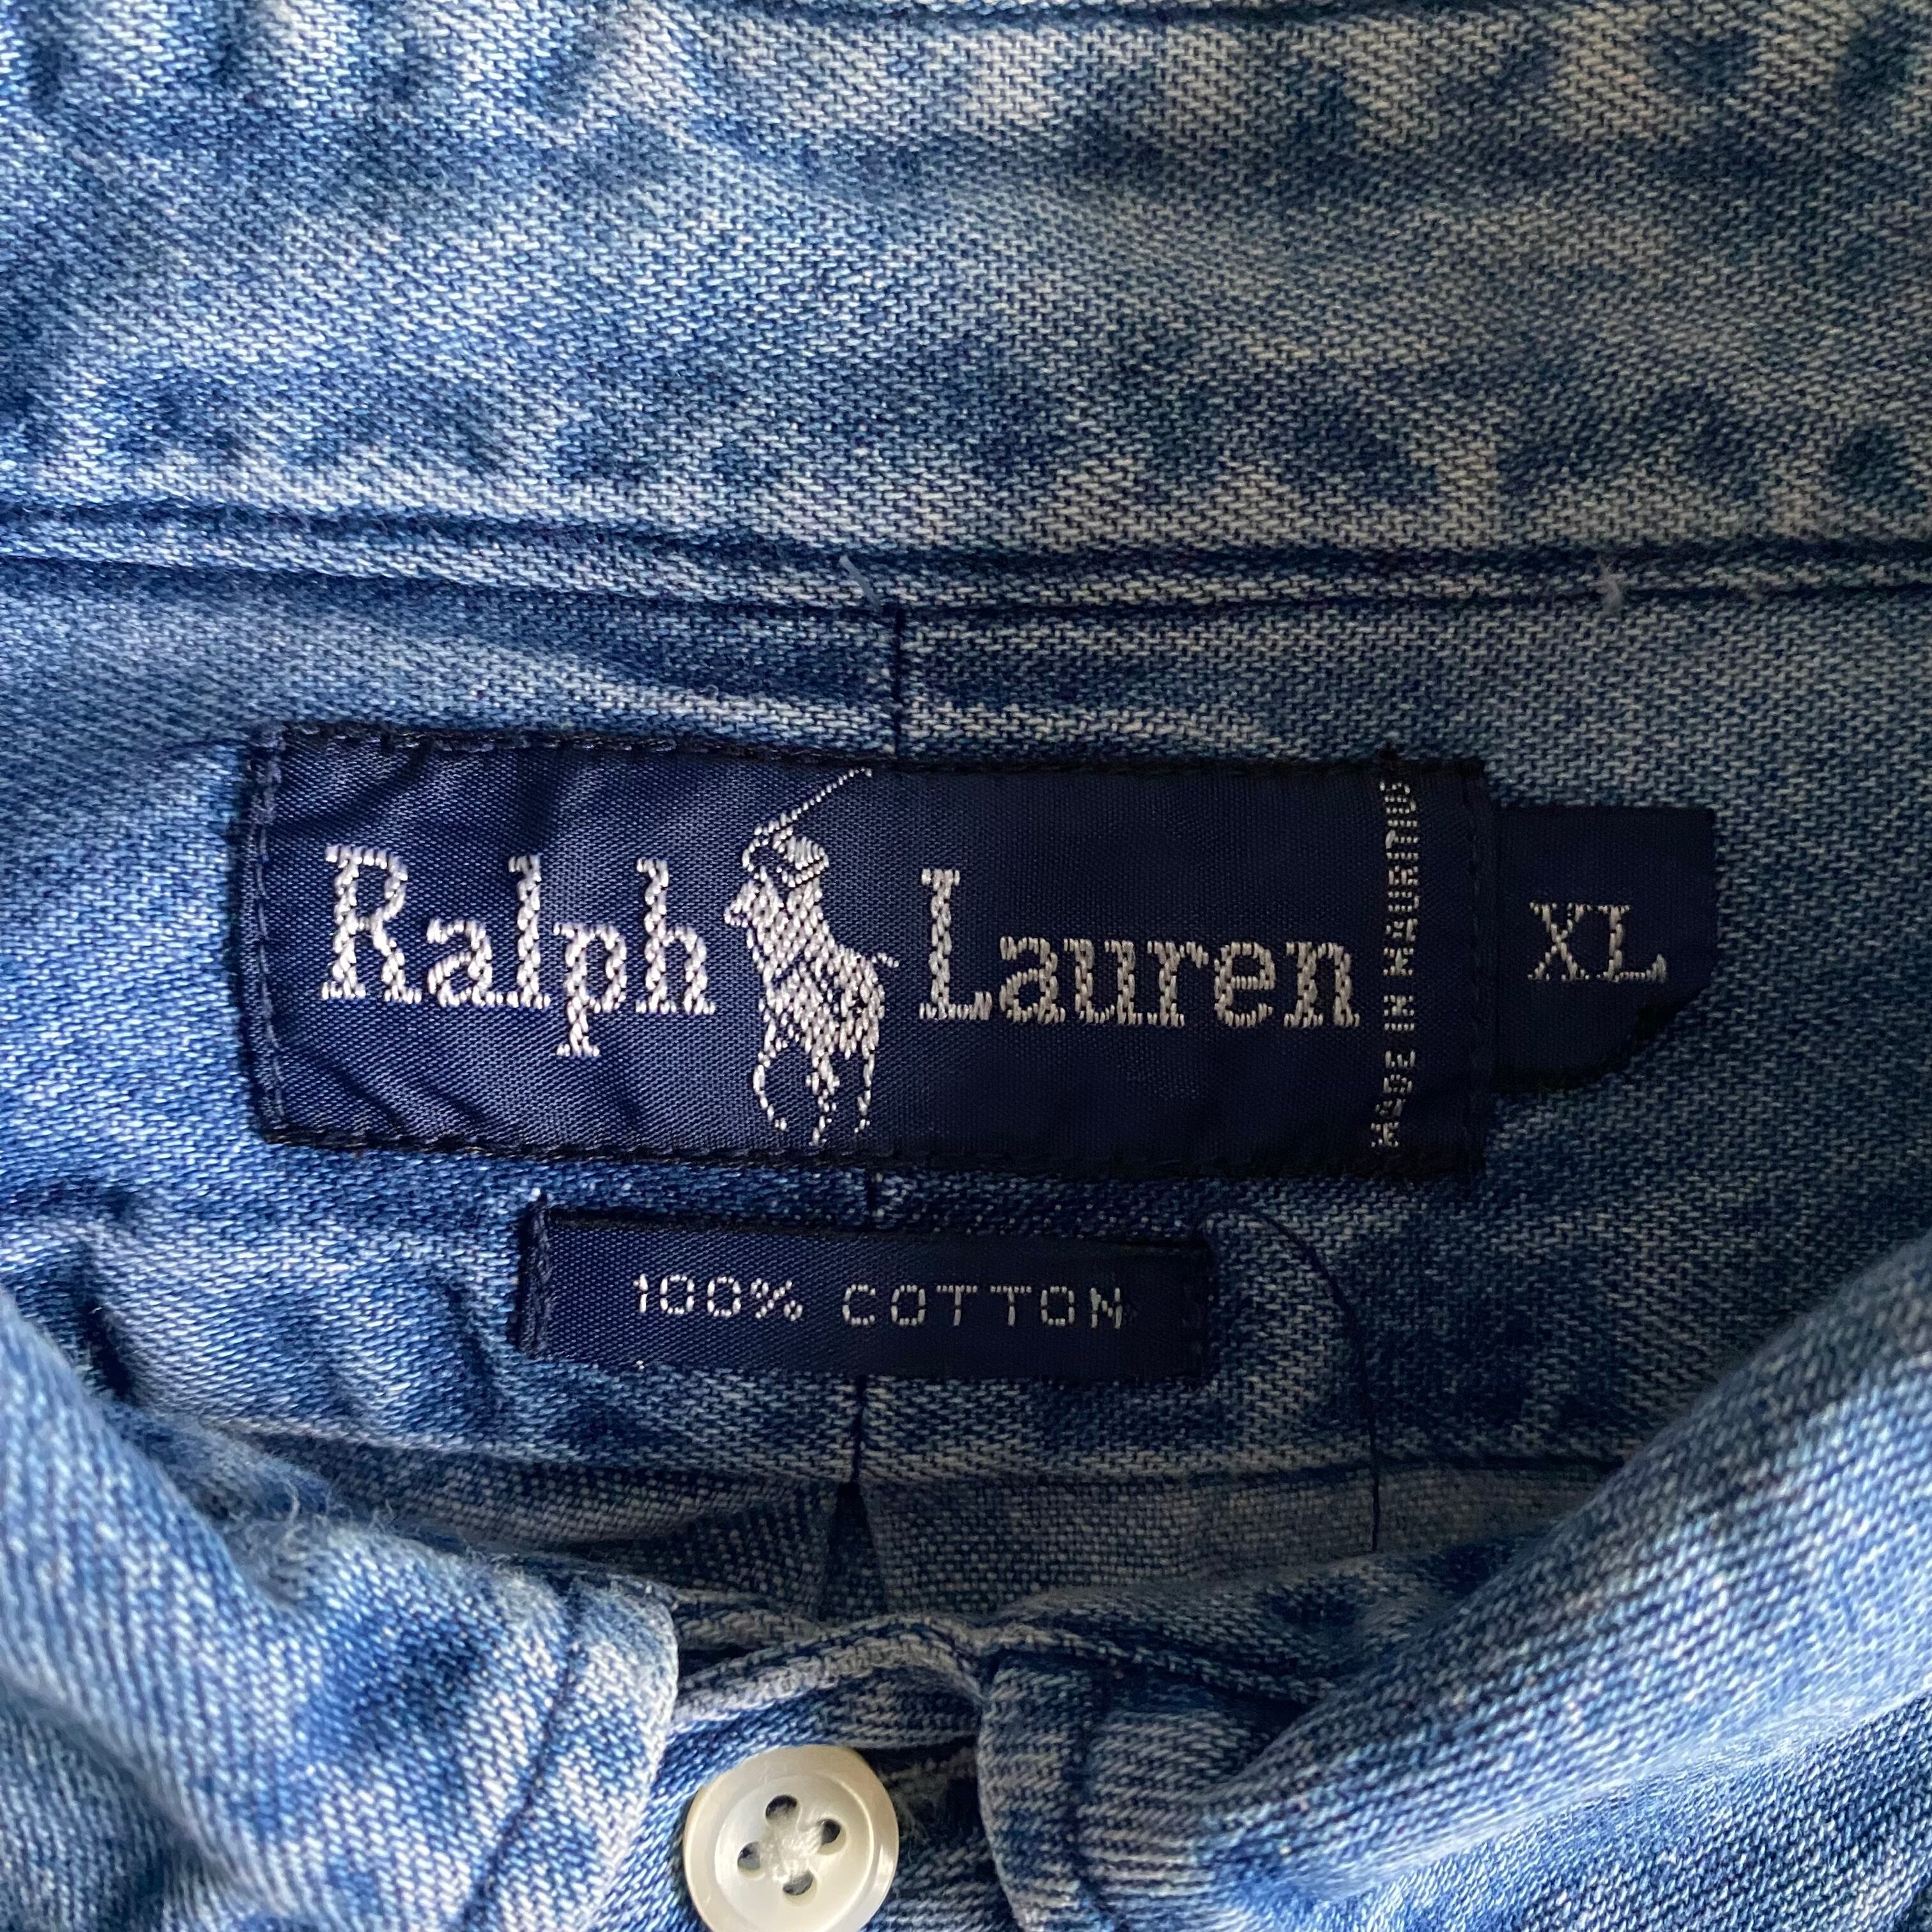 Ralph Lauren
MADE IN MAURITIUS
XL
100% COTTON